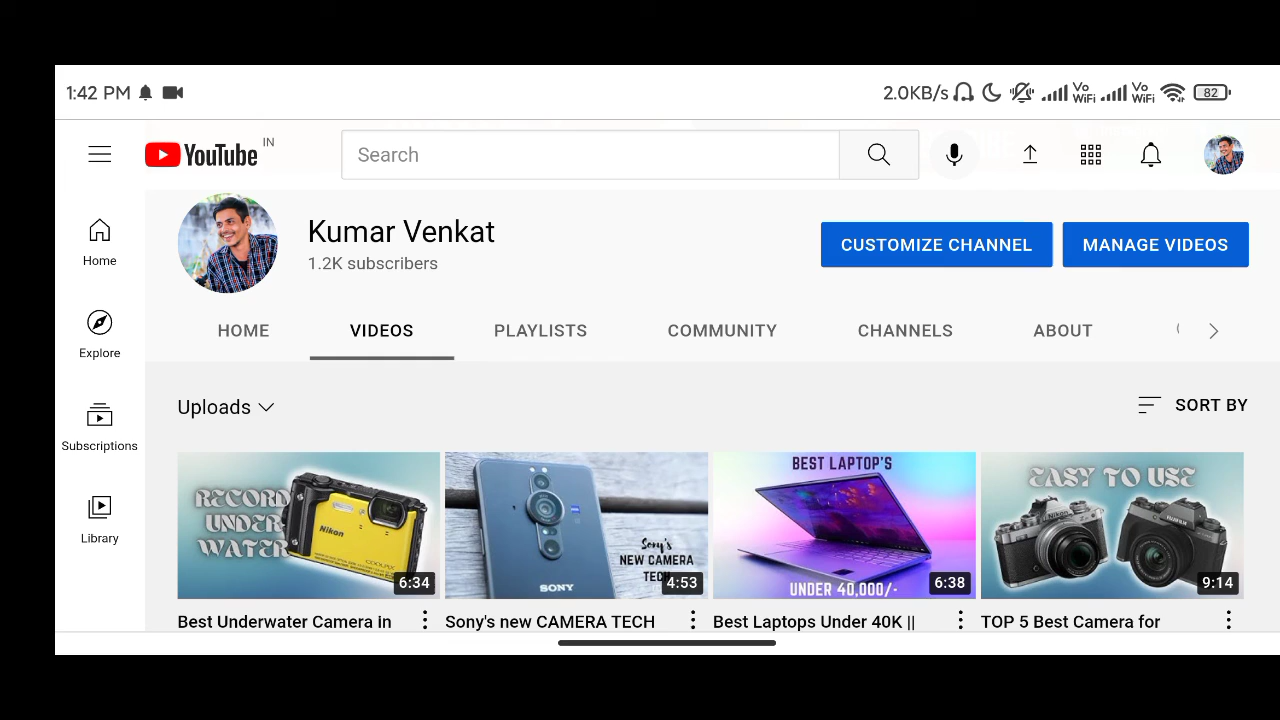 1:42 PM
2.0KB/s
Vo
WiFi
Vo
WiFi
82
YouTube
IN
Search
Home
Explore
Subscriptions
Library
Kumar Venkat
1.2K subscribers
CUSTOMIZE CHANNEL
MANAGE VIDEOS
HOME
VIDEOS
PLAYLISTS
COMMUNITY
CHANNELS
ABOUT
Uploads
SORT BY
RECORD
UNDER
WATER
Nikon
COOLPIX
6:34
Sony's
NEW CAMERA
TECH
SONY
4:53
BEST LAPTOP'S
UNDER 40,000/-
6:38
EASY TO USE
Nikon
FUJIFILM
9:14
Best Underwater Camera in
Sony's new CAMERA TECH
Best Laptops Under 40K ||
TOP 5 Best Camera for